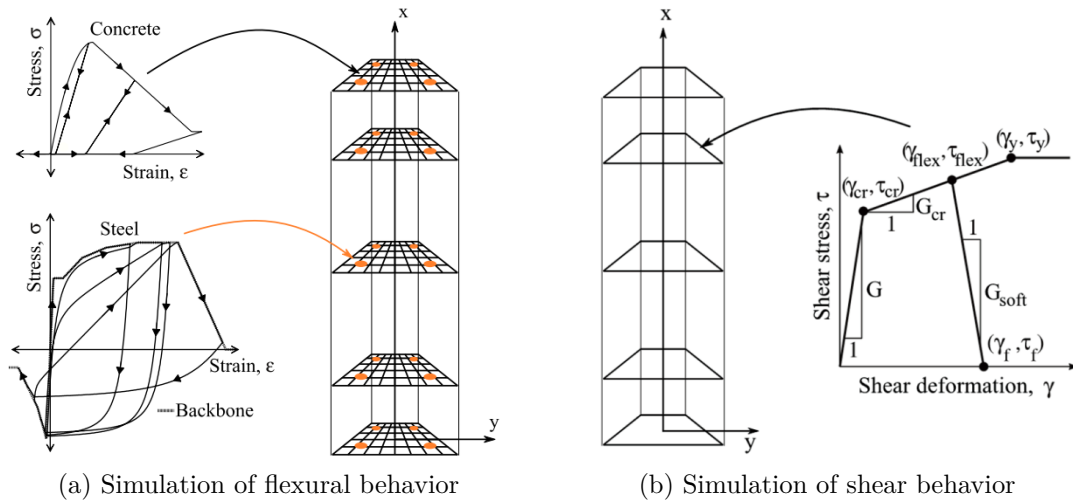 Concrete
Stress, σ
Strain, ε
Steel
Stress, σ
Strain, ε
Backbone
x
y
(a) Simulation of flexural behavior
x
y
Shear stress, τ
(γcr, τcr)
(γflex, τflex)
(γy, τy)
Gcr
1
G
1
1
Gsoft
(γf, τf)
Shear deformation, γ
(b) Simulation of shear behavior